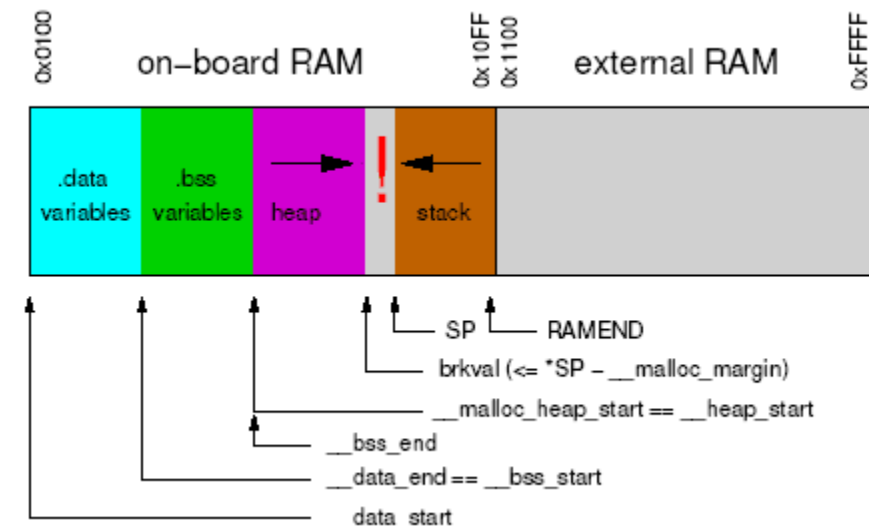 0x0100
on-board RAM
0x10FF
0x1100
external RAM
0xFFFF
.data
variables
.bss
variables
heap
!
stack
SP
RAMEND
brkval (<= *SP - __malloc_margin)
__malloc_heap_start == __heap_start
__bss_end
__data_end == __bss_start
data_start